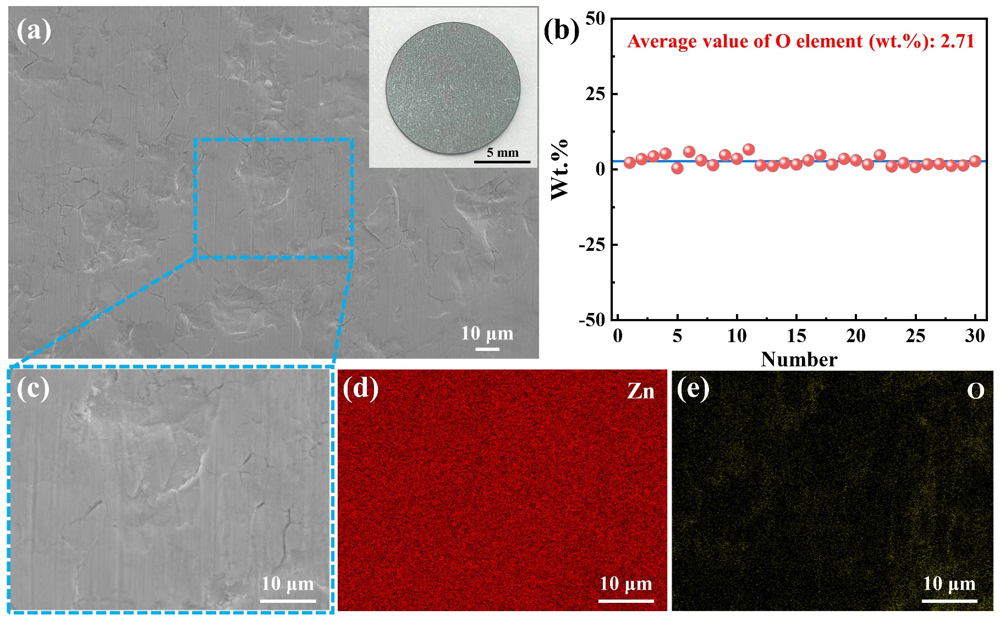 (a)
5 mm
10 μm
(b)
Average value of O element (wt.%): 2.71
50
25
0
-25
-50
Wt.%
0 5 10 15 20 25 30
Number
(c)
10 μm
(d)
Zn
10 μm
(e)
O
10 μm